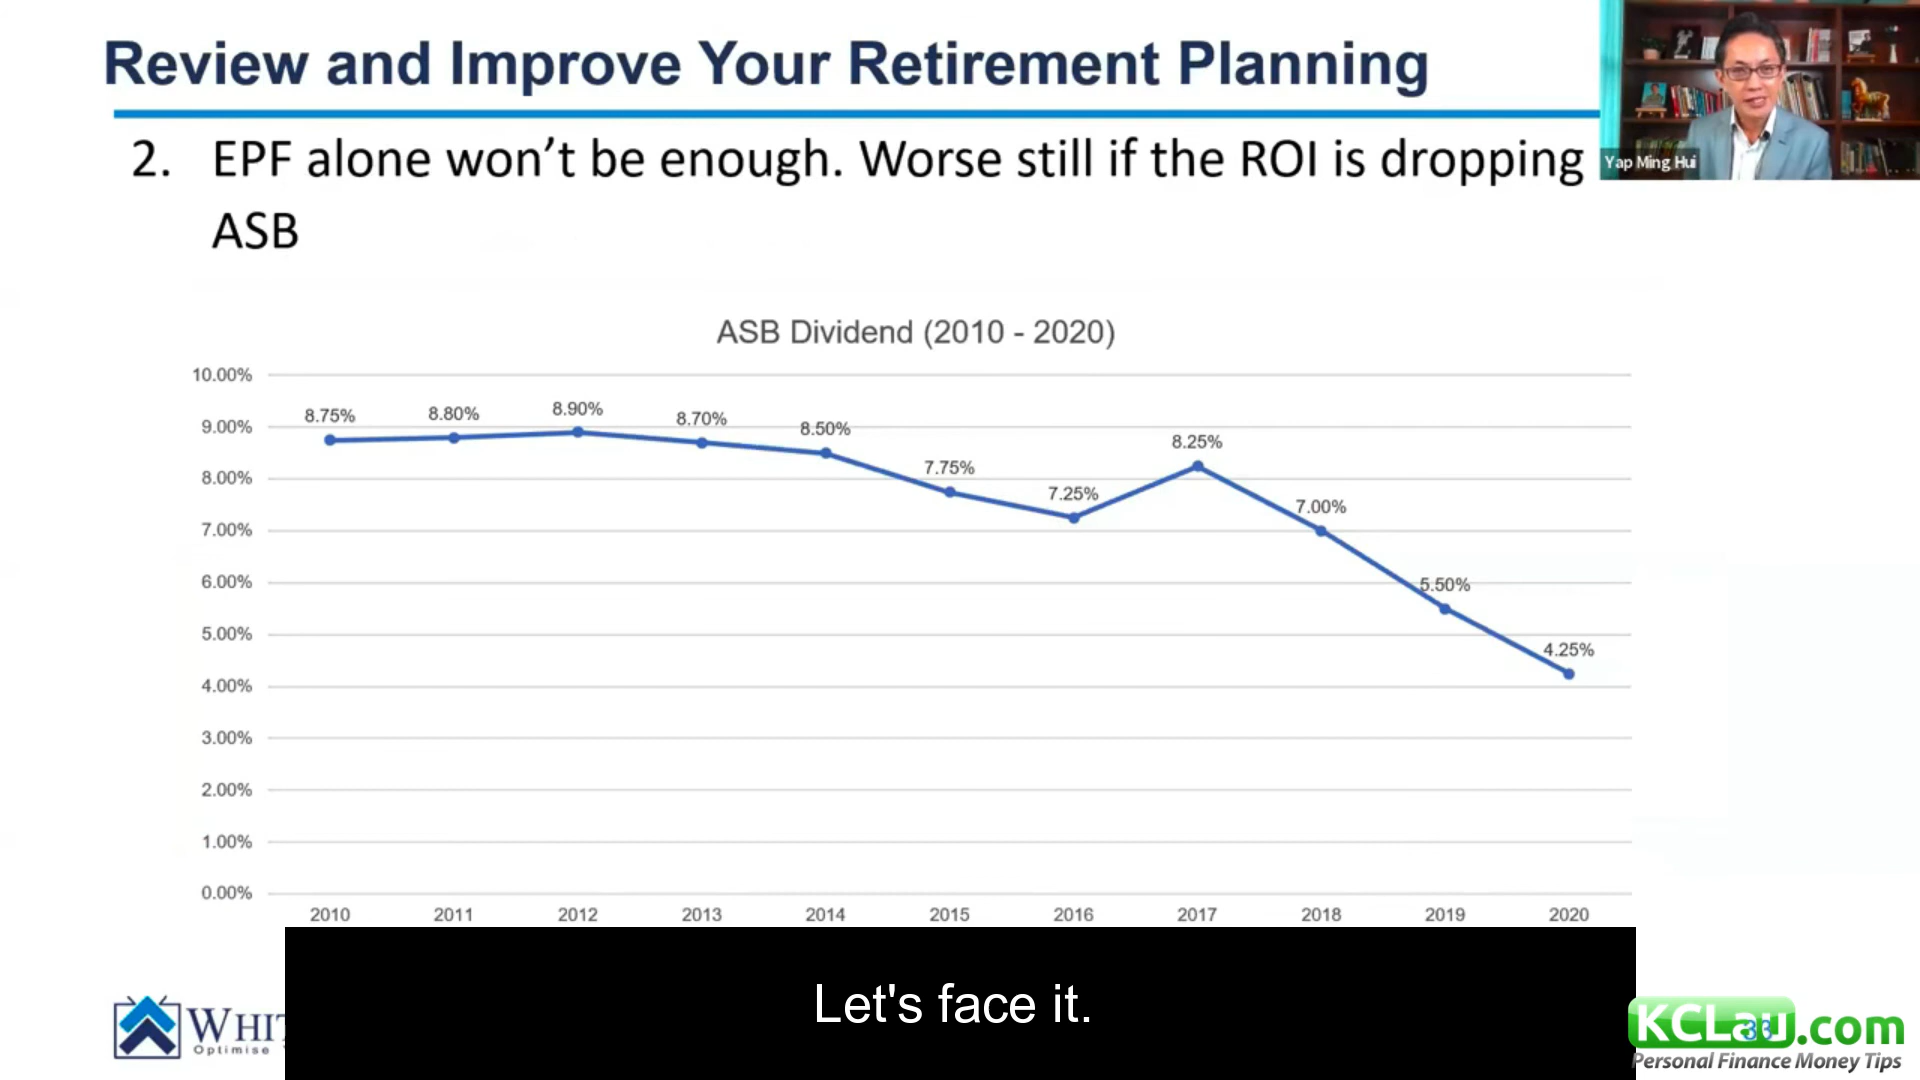 Review and Improve Your Retirement Planning
Yap Ming Hui
2. EPF alone won’t be enough. Worse still if the ROI is dropping
ASB
ASB Dividend (2010 - 2020)
10.00%
9.00%
8.00%
7.00%
6.00%
5.00%
4.00%
3.00%
2.00%
1.00%
0.00%
8.75%
8.80%
8.90%
8.70%
8.50%
7.75%
7.25%
8.25%
7.00%
5.50%
4.25%
2010 2011 2012 2013 2014 2015 2016 2017 2018 2019 2020
Let's face it.
WHIT
Optimise
KCLau.com
33
Personal Finance Money Tips